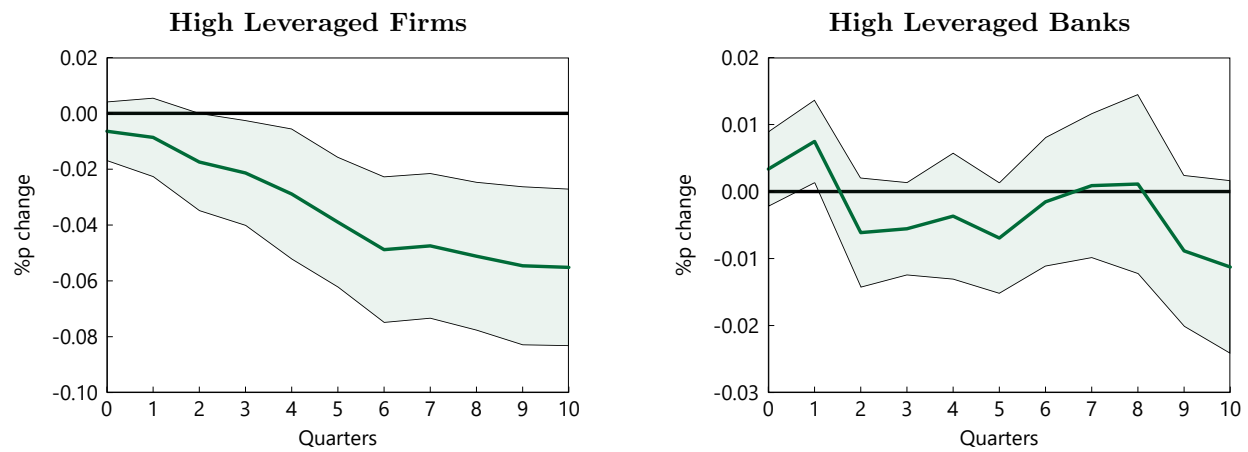 High Leveraged Firms
0.02
0.00
-0.02
-0.04
-0.06
-0.08
-0.10
%p change
0 1 2 3 4 5 6 7 8 9 10
Quarters
High Leveraged Banks
0.02
0.01
0.00
-0.01
-0.02
-0.03
%p change
0 1 2 3 4 5 6 7 8 9 10
Quarters